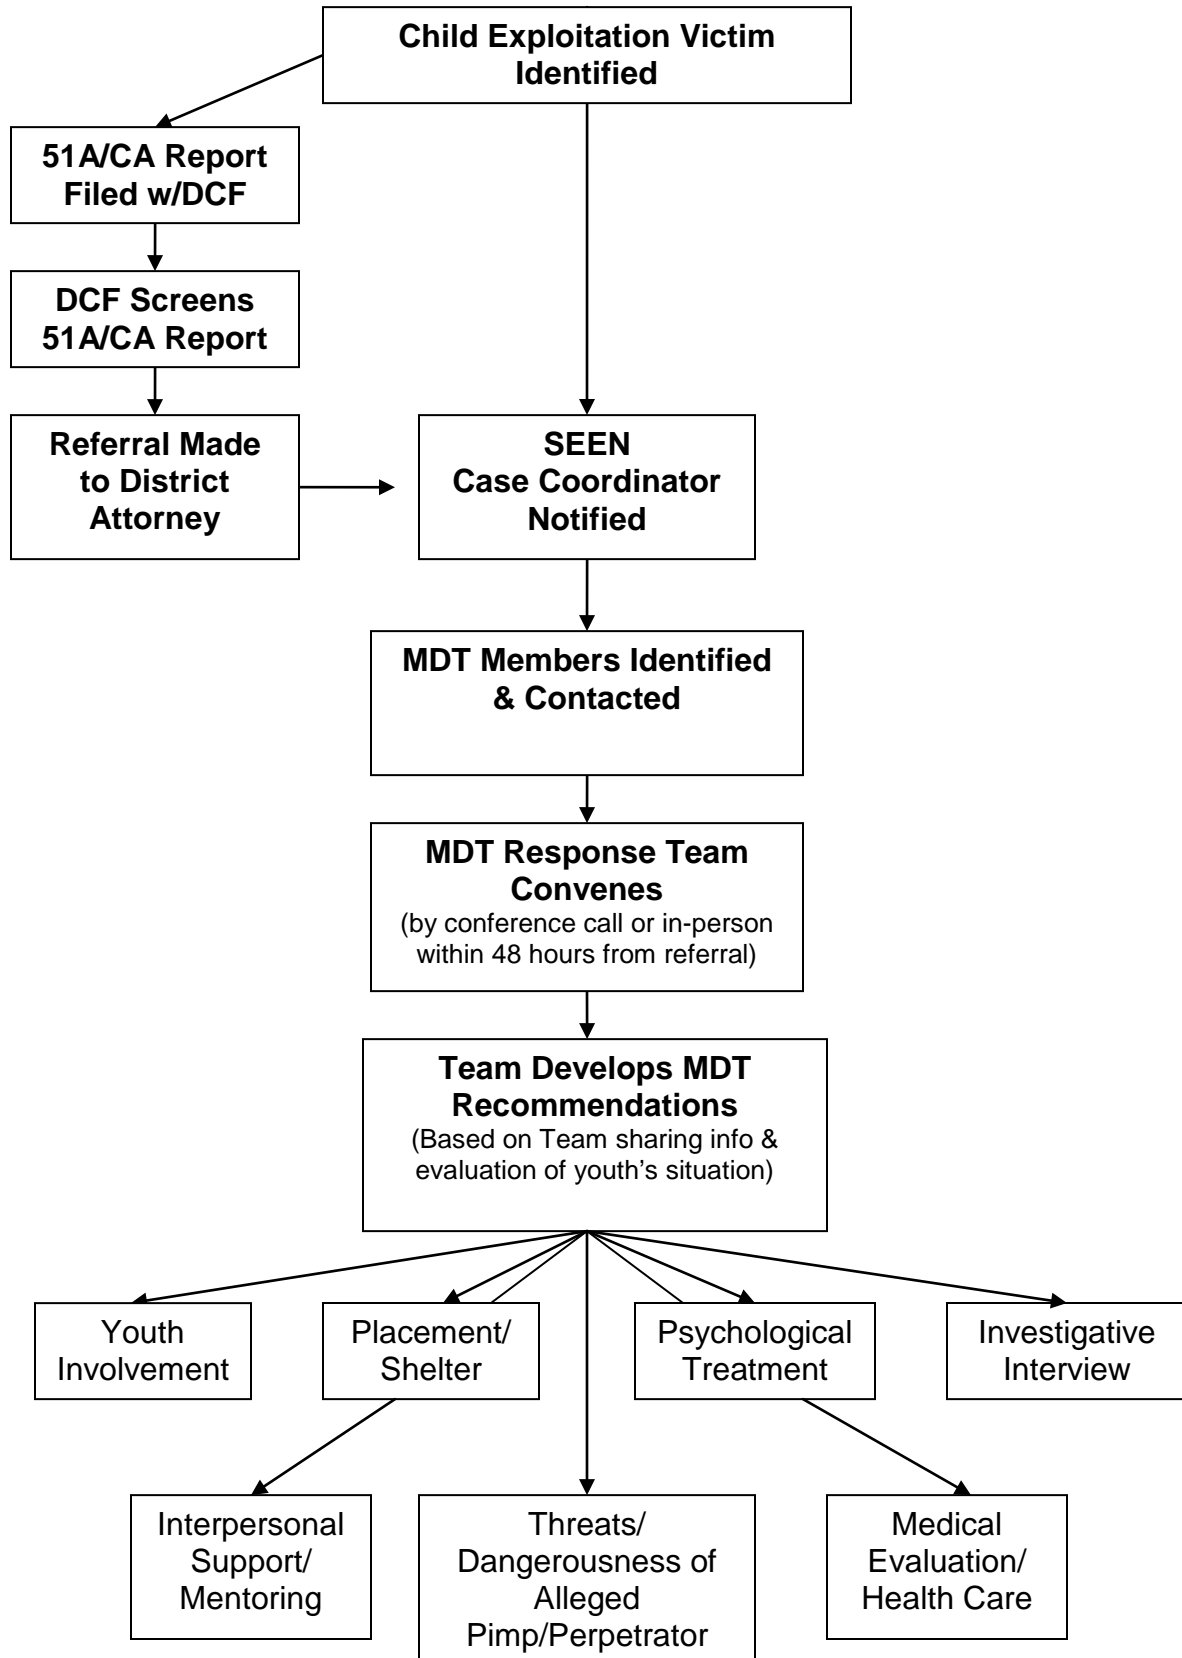 Child Exploitation Victim
Identified
51A/CA Report
Filed w/DCF
DCF Screens
51A/CA Report
Referral Made
to District
Attorney
SEEN
Case Coordinator
Notified
MDT Members Identified
& Contacted
MDT Response Team
Convenes
(by conference call or in-person
within 48 hours from referral)
Team Develops MDT
Recommendations
(Based on Team sharing info &
evaluation of youth’s situation)
Youth
Involvement
Placement/
Shelter
Psychological
Treatment
Investigative
Interview
Interpersonal
Support/
Mentoring
Threats/
Dangerousness of
Alleged
Pimp/Perpetrator
Medical
Evaluation/
Health Care